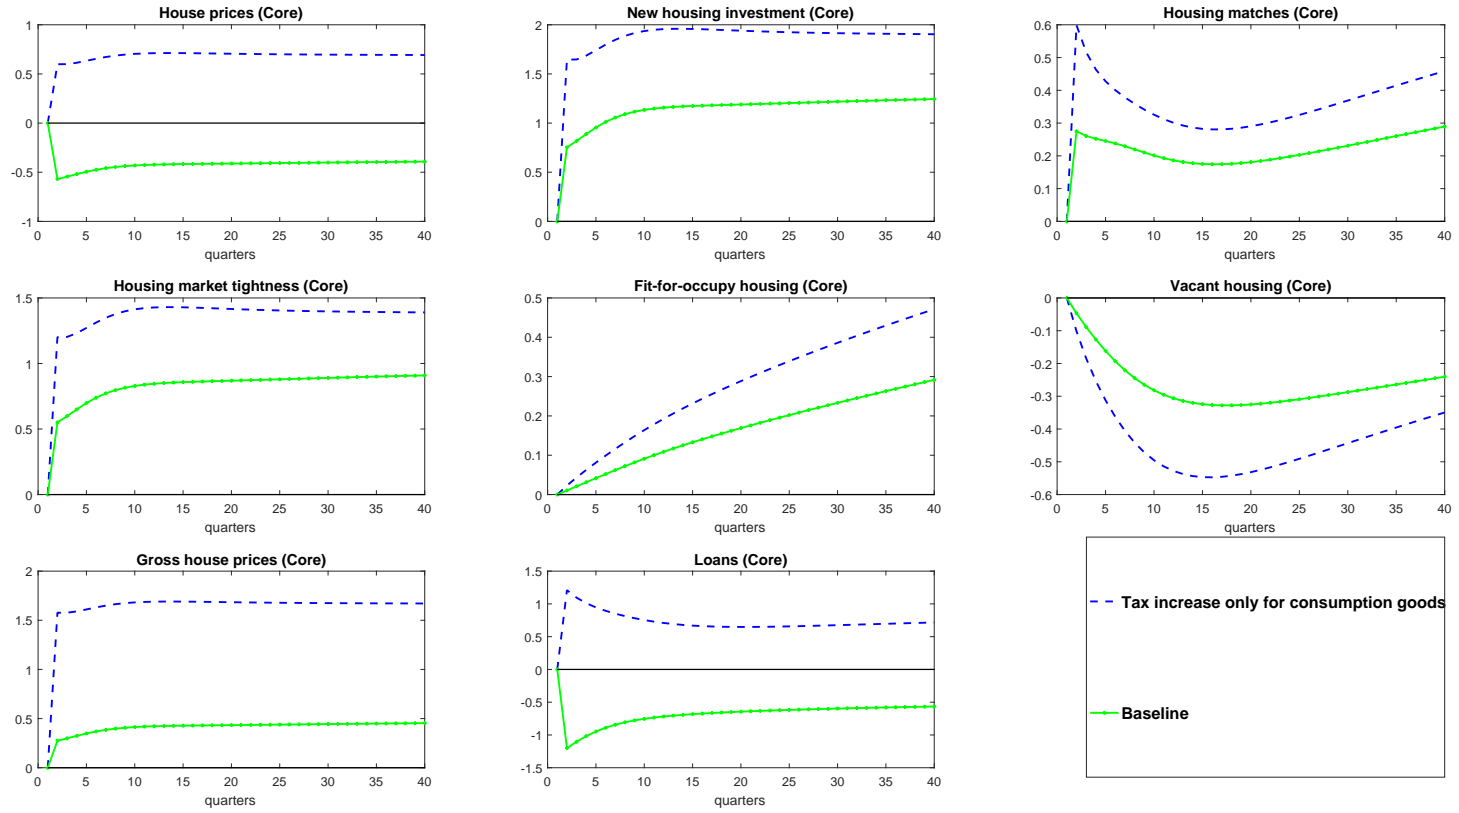 House prices (Core)
1
0.5
0
-0.5
-1
0 5 10 15 20 25 30 35 40
quarters
New housing investment (Core)
2
1.5
1
0.5
0
0 5 10 15 20 25 30 35 40
quarters
Housing matches (Core)
0.6
0.5
0.4
0.3
0.2
0.1
0
0 5 10 15 20 25 30 35 40
quarters
Housing market tightness (Core)
1.5
1
0.5
0
0 5 10 15 20 25 30 35 40
quarters
Fit-for-occupy housing (Core)
0.5
0.4
0.3
0.2
0.1
0
0 5 10 15 20 25 30 35 40
quarters
Vacant housing (Core)
0
-0.1
-0.2
-0.3
-0.4
-0.5
-0.6
0 5 10 15 20 25 30 35 40
quarters
Gross house prices (Core)
2
1.5
1
0.5
0
0 5 10 15 20 25 30 35 40
quarters
Loans (Core)
1.5
1
0.5
0
-0.5
-1
-1.5
0 5 10 15 20 25 30 35 40
quarters
Tax increase only for consumption goods
Baseline